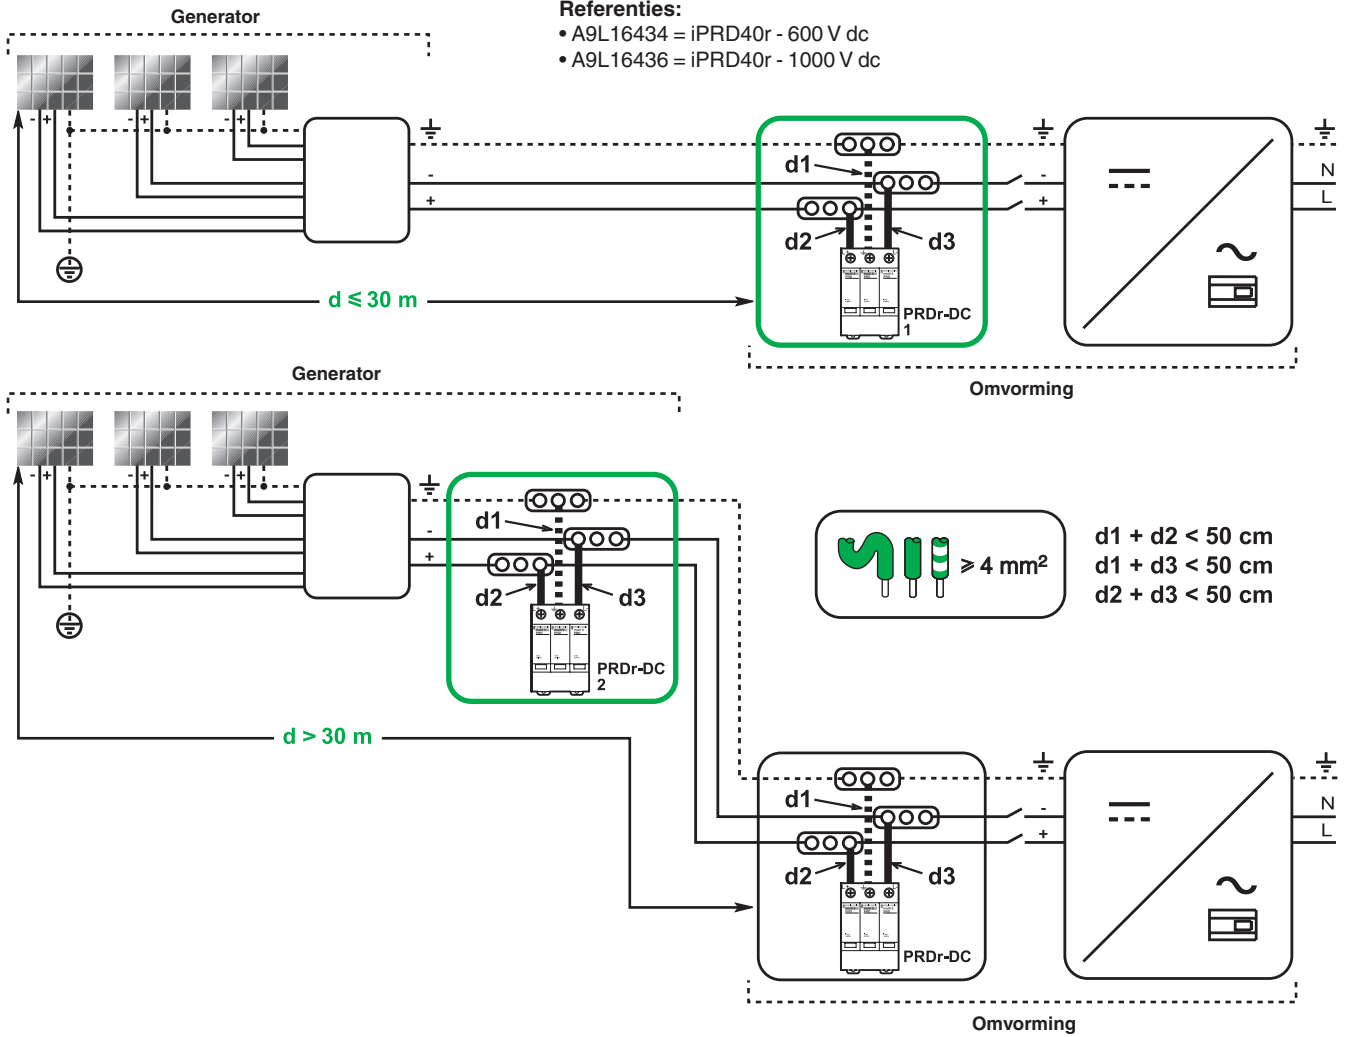 Referenties:
• A9L16434 = iPRD40r - 600 V dc
• A9L16436 = iPRD40r - 1000 V dc
Generator
- +
- +
- +
-
+
d1
d2
d3
PRDr-DC
1
-
+
N
L
d ⩽ 30 m
Omvorming
Generator
- +
- +
- +
-
+
d1
d2
d3
PRDr-DC
2
⩾ 4 mm²
d1 + d2 < 50 cm
d1 + d3 < 50 cm
d2 + d3 < 50 cm
d > 30 m
d1
d2
d3
PRDr-DC
-
+
N
L
Omvorming